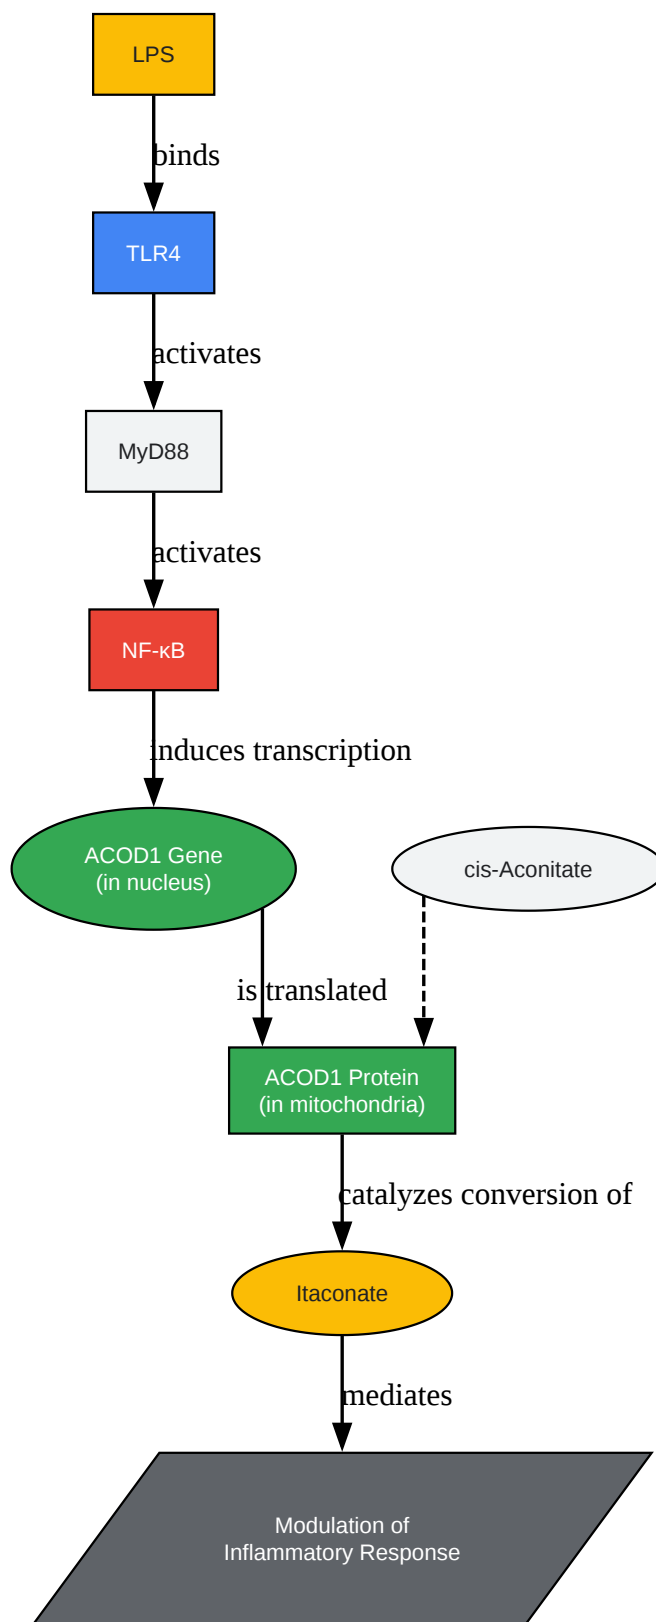 LPS
binds
TLR4
activates
MyD88
activates
NF-κB
induces transcription
ACOD1 Gene
(in nucleus)
cis-Aconitate
is translated
ACOD1 Protein
(in mitochondria)
catalyzes conversion of
Itaconate
mediates
Modulation of
Inflammatory Response